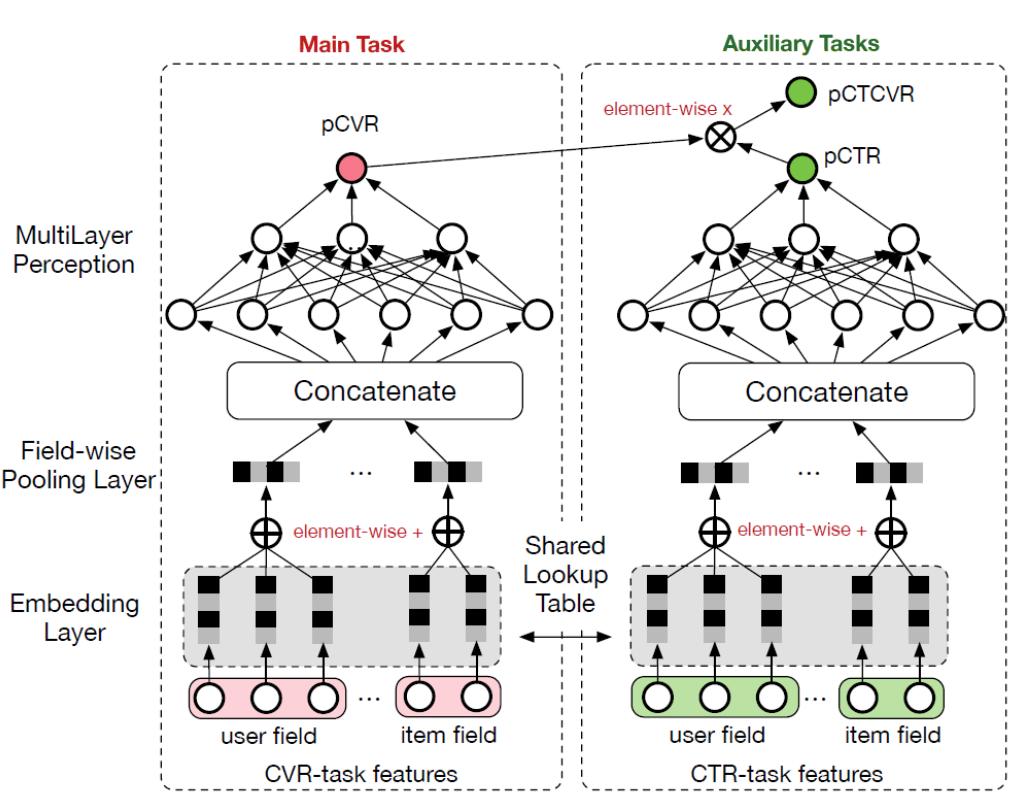 Main Task
Auxiliary Tasks
pCTCVR
element-wise x
pCVR
pCTR
MultiLayer
Perception
Concatenate
Concatenate
Field-wise
Pooling Layer
...
...
element-wise +
element-wise +
Shared
Lookup
Table
Embedding
Layer
...
...
user field
item field
user field
item field
CVR-task features
CTR-task features